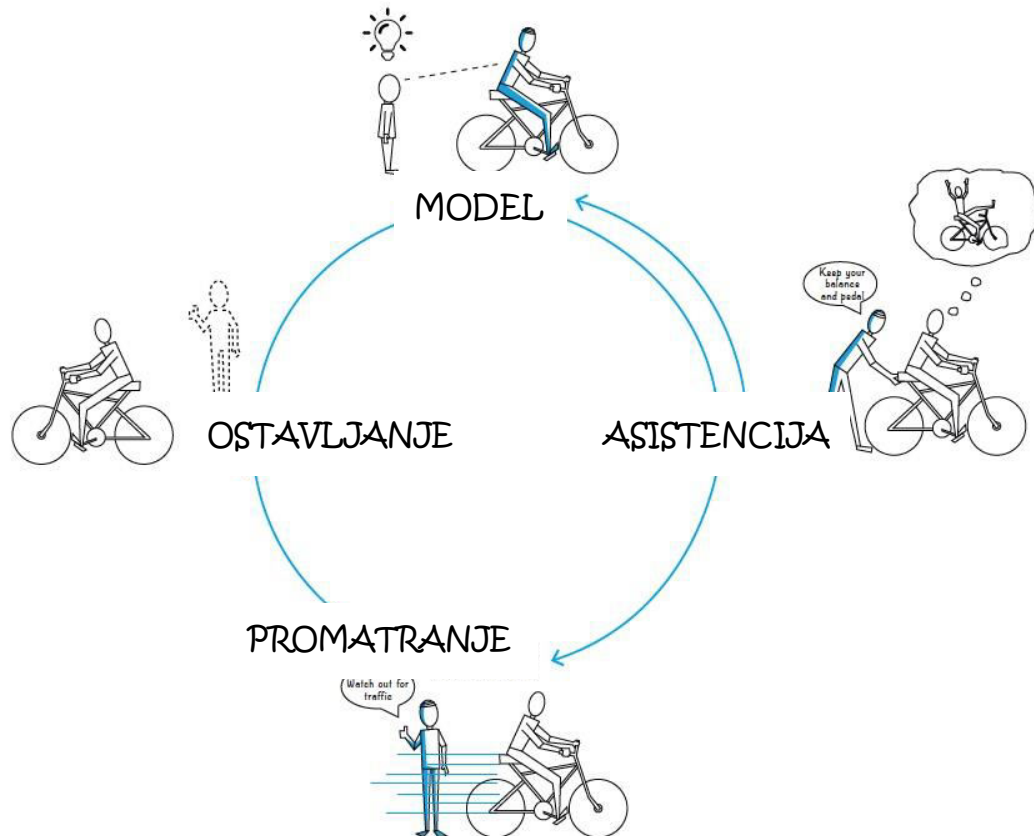 MODEL
Keep your
balance
and pedal
OSTAVLJANJE
ASISTENCIJA
PROMATRANJE
Watch out for
traffic